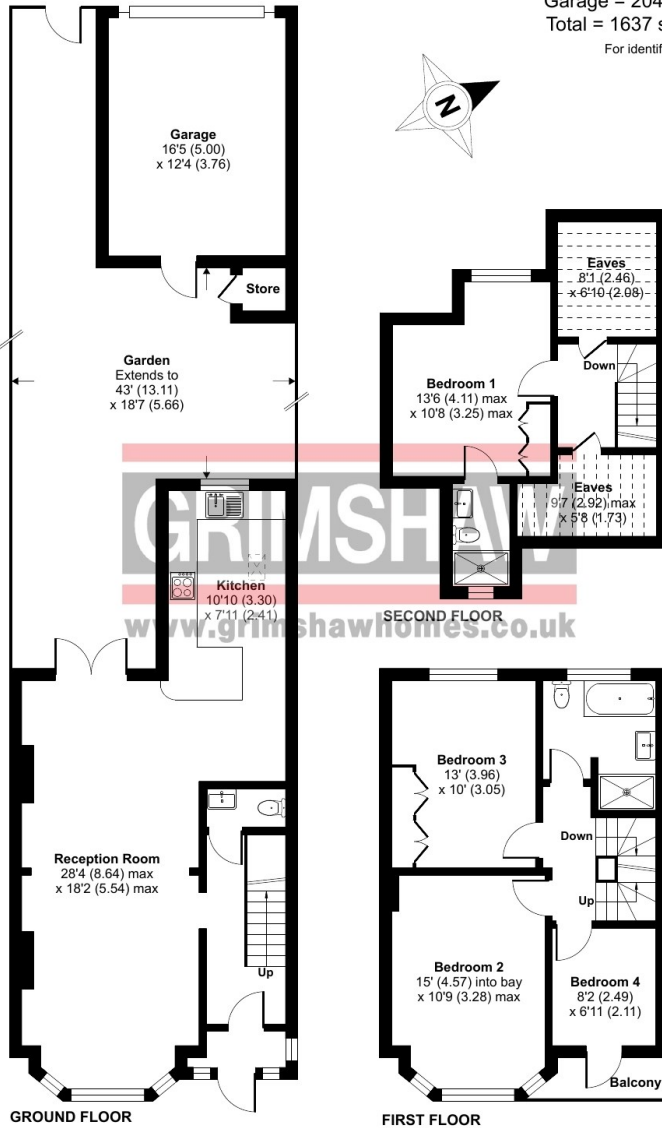 Garage = 204
Total = 1637 s
For identif
N
Garage
16'5 (5.00)
x 12'4 (3.76)
Store
Garden
Extends to
43' (13.11)
x 18'7 (5.66)
Kitchen
10'10 (3.30)
x 7'11 (2.41)
Reception Room
28'4 (8.64) max
x 18'2 (5.54) max
Up
GROUND FLOOR
Eaves
8'1 (2.46)
x 6'10 (2.08)
Down
Bedroom 1
13'6 (4.11) max
x 10'8 (3.25) max
Eaves
9'7 (2.92) max
x 5'8 (1.73)
SECOND FLOOR
GRIMSHAW
www.grimshawhomes.co.uk
Bedroom 3
13' (3.96)
x 10' (3.05)
Down
Up
Bedroom 2
15' (4.57) into bay
x 10'9 (3.28) max
Bedroom 4
8'2 (2.49)
x 6'11 (2.11)
Balcony
FIRST FLOOR